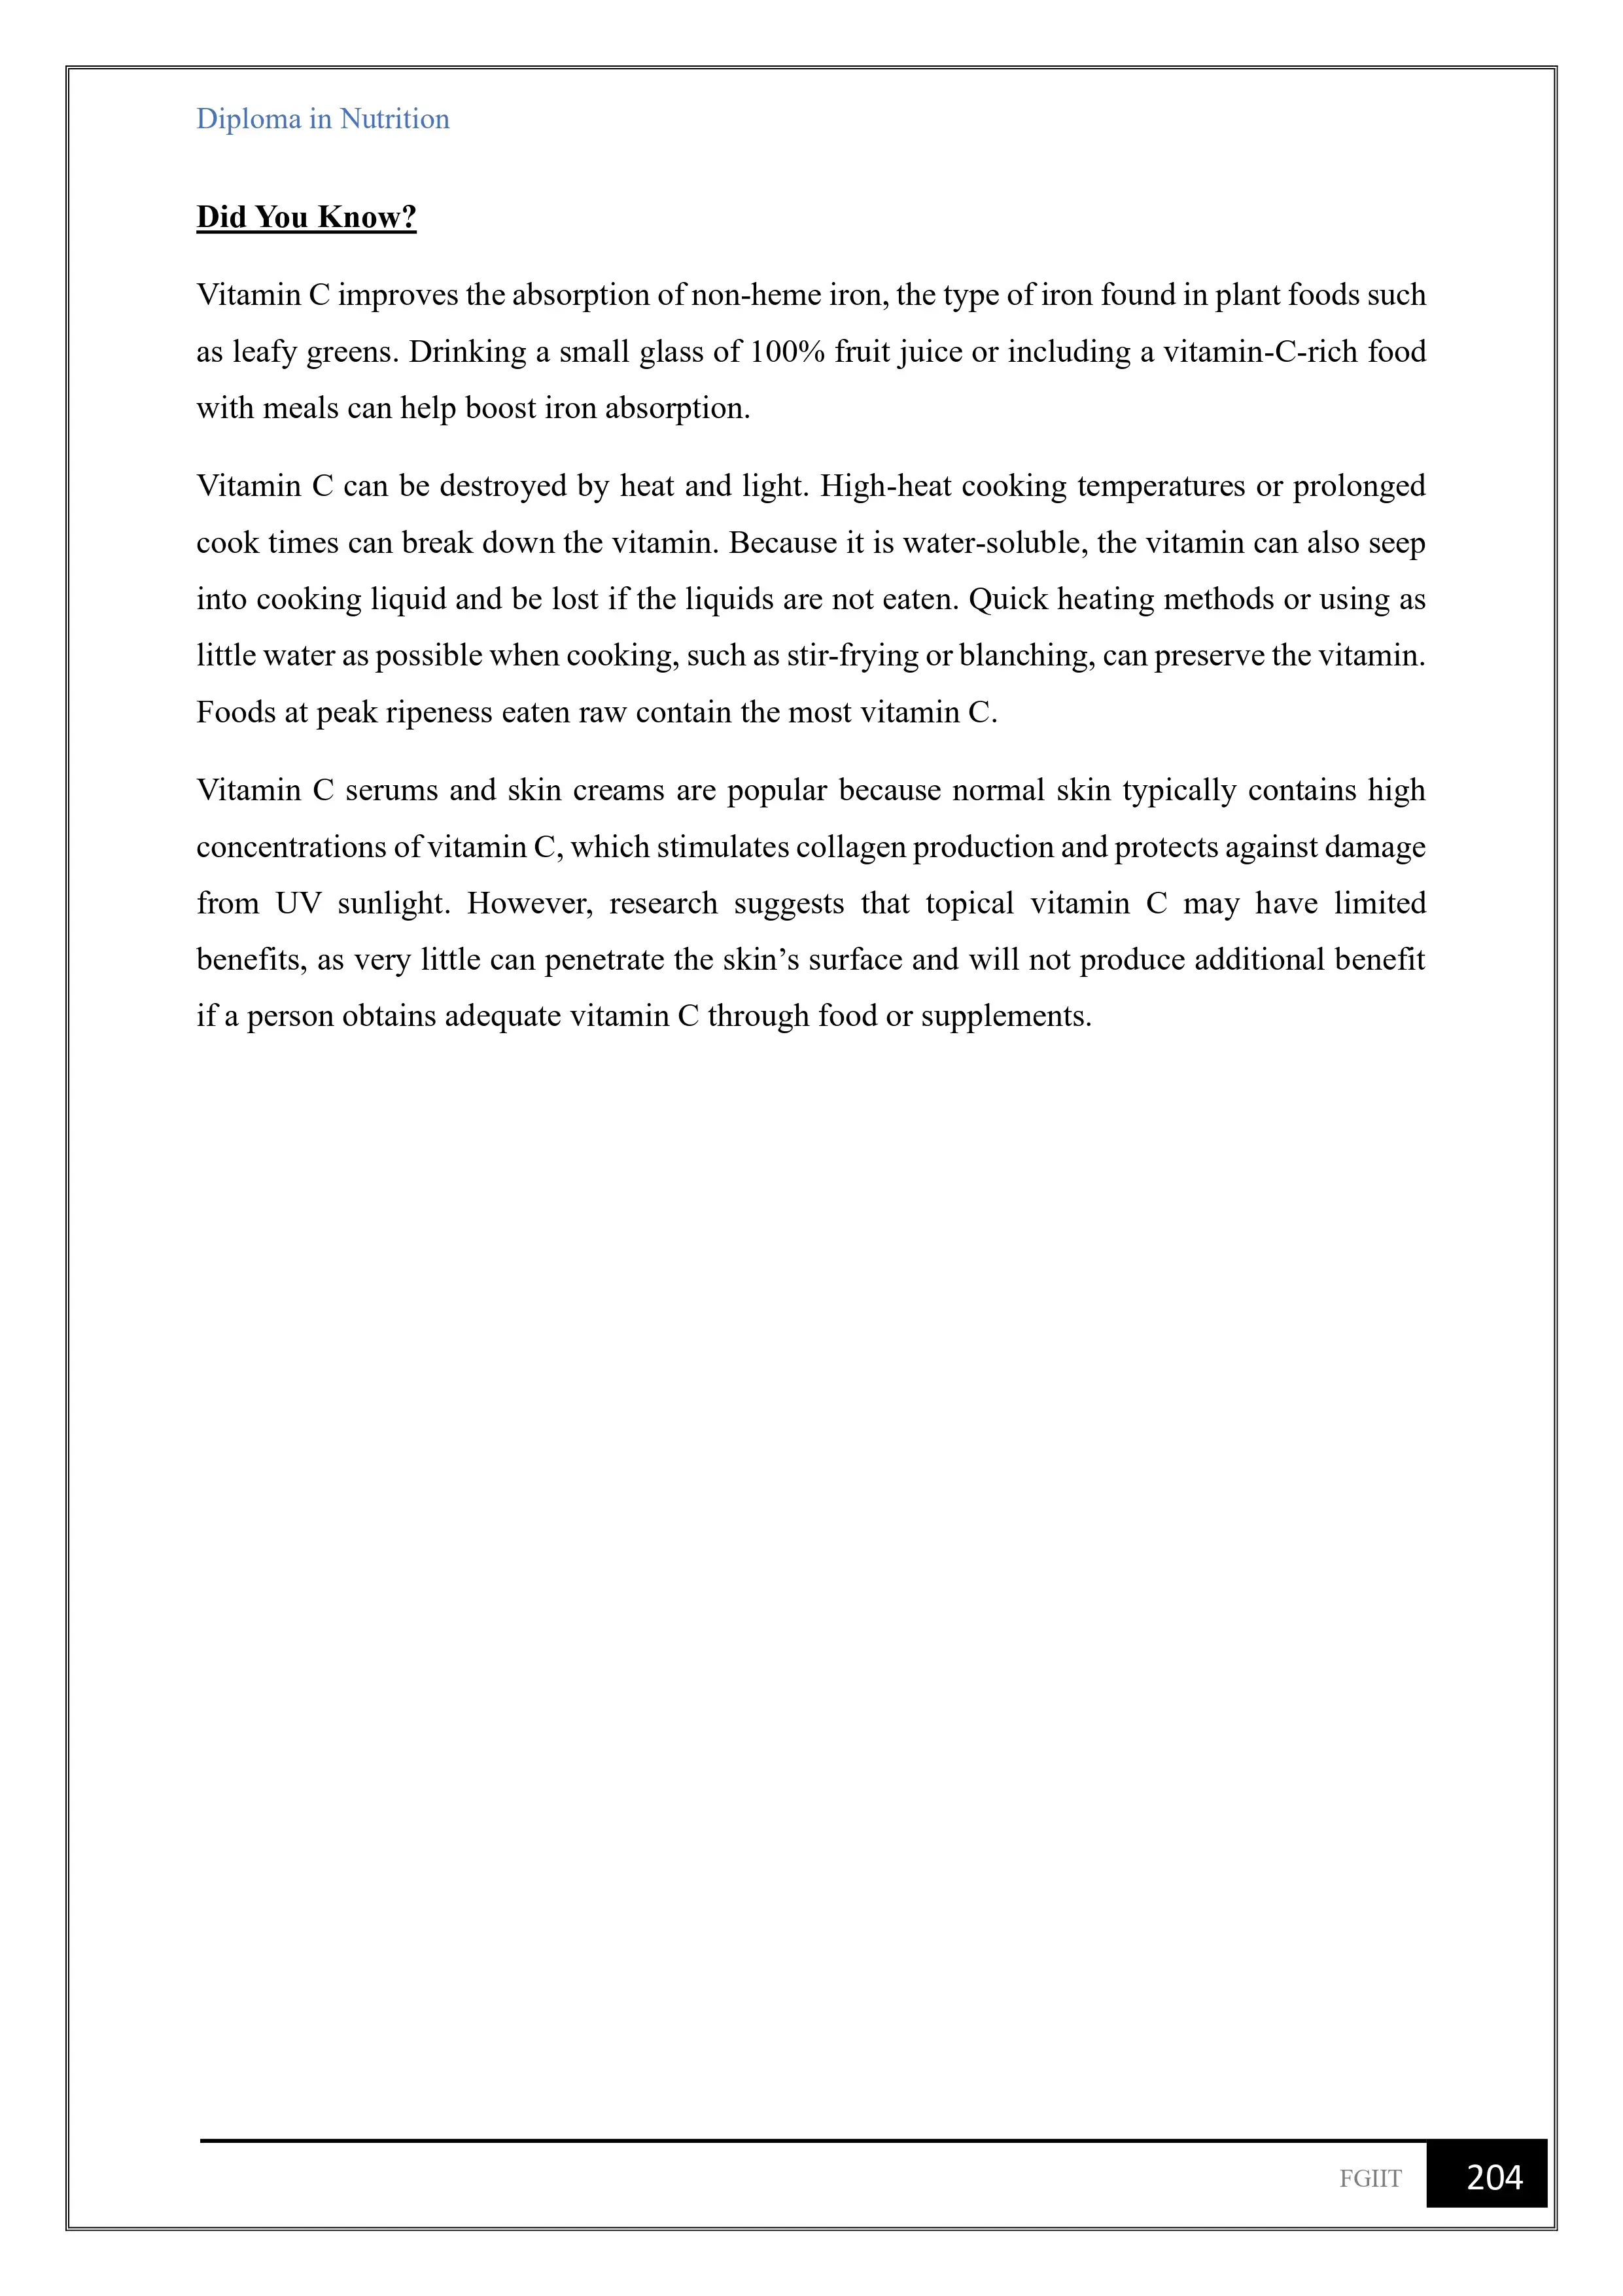 Diploma in Nutrition
Did You Know?
Vitamin C improves the absorption of non-heme iron, the type of iron found in plant foods such
as leafy greens. Drinking a small glass of 100% fruit juice or including a vitamin-C-rich food
with meals can help boost iron absorption.
Vitamin C can be destroyed by heat and light. High-heat cooking temperatures or prolonged
cook times can break down the vitamin. Because it is water-soluble, the vitamin can also seep
into cooking liquid and be lost if the liquids are not eaten. Quick heating methods or using as
little water as possible when cooking, such as stir-frying or blanching, can preserve the vitamin.
Foods at peak ripeness eaten raw contain the most vitamin C.
Vitamin C serums and skin creams are popular because normal skin typically contains high
concentrations of vitamin C, which stimulates collagen production and protects against damage
from UV sunlight. However, research suggests that topical vitamin C may have limited
benefits, as very little can penetrate the skin’s surface and will not produce additional benefit
if a person obtains adequate vitamin C through food or supplements.
FGIIT 204